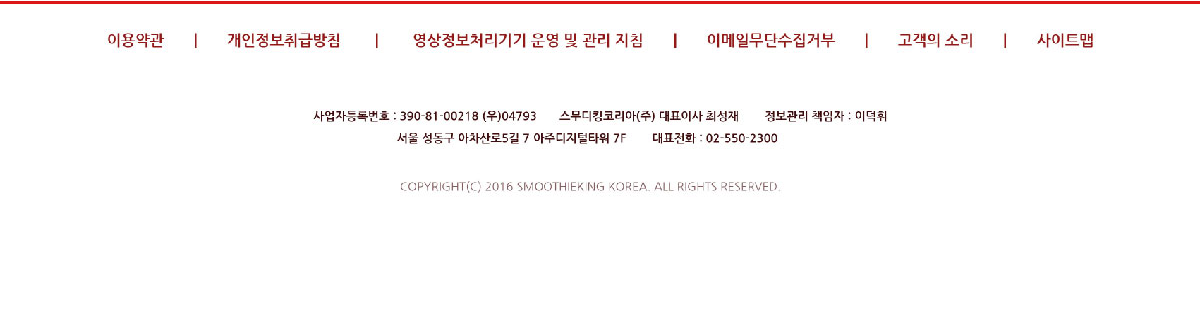 이용약관 | 개인정보취급방침 | 영상정보처리기기 운영 및 관리 지침 | 이메일무단수집거부 | 고객의 소리 | 사이트맵
사업자등록번호 : 390-81-00218 (우)04793 스무디킹코리아(주) 대표이사 최성재 정보관리 책임자 : 이덕휘
서울 성동구 아차산로5길 7 아주디지털타워 7F 대표전화 : 02-550-2300
COPYRIGHT(C) 2016 SMOOTHIEKING KOREA. ALL RIGHTS RESERVED.